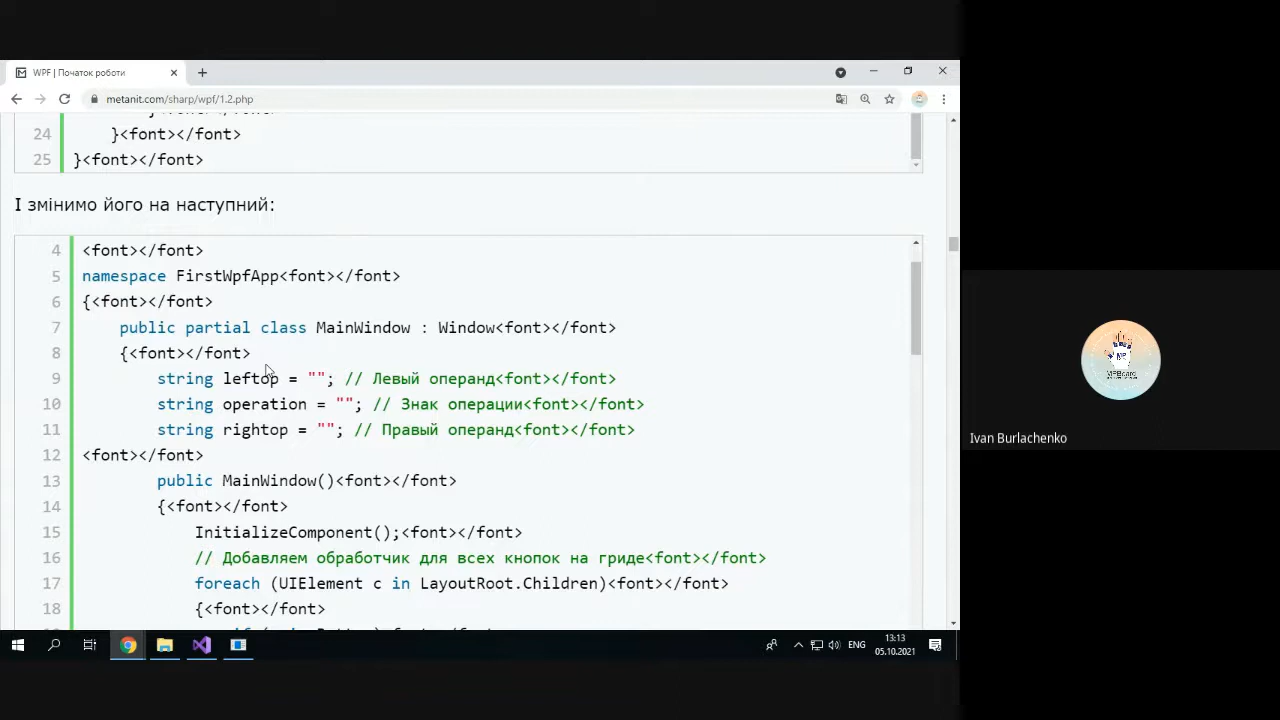 WPF | Початок роботи
metanit.com/sharp/wpf/1.2.php
24 }<font></font>
25 }<font></font>
І змінимо його на наступний:
4 <font></font>
5 namespace FirstWpfApp<font></font>
6 {<font></font>
7 public partial class MainWindow : Window<font></font>
8 {<font></font>
9 string leftop = ""; // Левый операнд<font></font>
10 string operation = ""; // Знак операции<font></font>
11 string rightop = ""; // Правый операнд<font></font>
12 <font></font>
13 public MainWindow()<font></font>
14 {<font></font>
15 InitializeComponent();<font></font>
16 // Добавляем обработчик для всех кнопок на гриде<font></font>
17 foreach (UIElement c in LayoutRoot.Children)<font></font>
18 {<font></font>
MPBoard
Ivan Burlachenko
ENG
13:13
05.10.2021